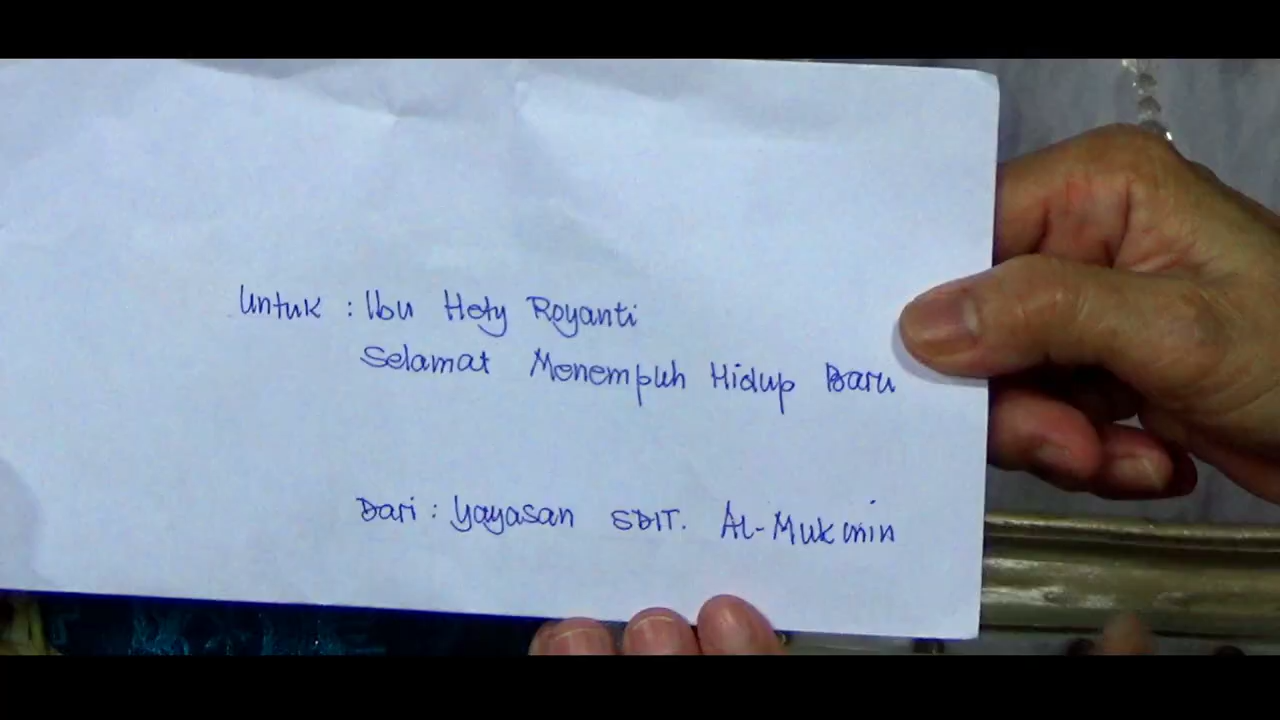 Untuk : Ibu Hety Royanti
Selamat Menempuh Hidup Baru
Dari : Yayasan SDIT. Al-Mukmin